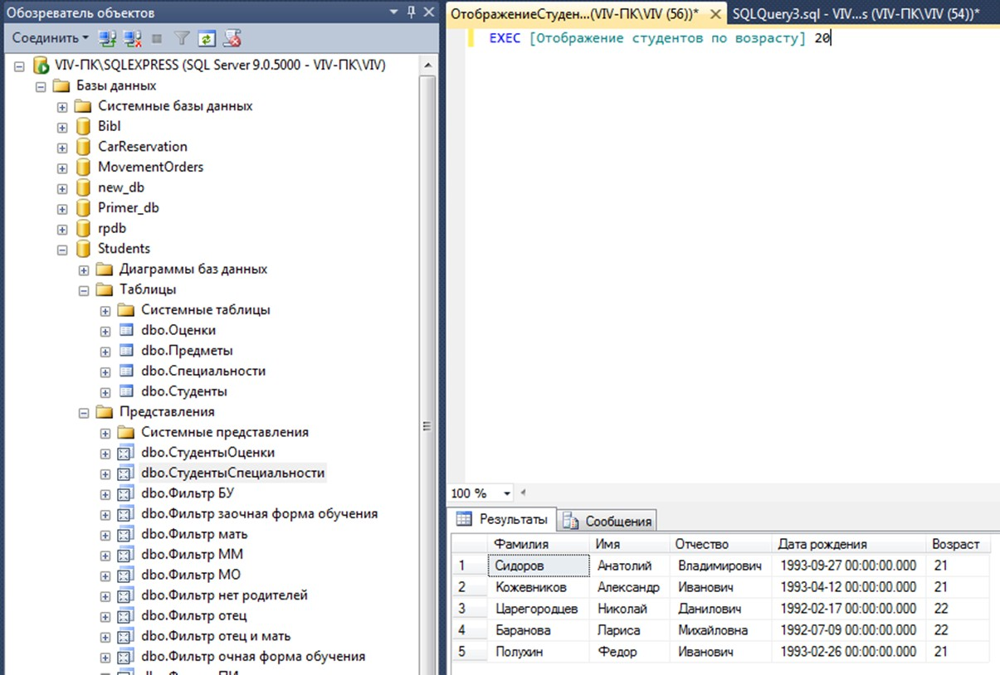 Обозреватель объектов
Соединить
VIV-ПК\SQLEXPRESS (SQL Server 9.0.5000 - VIV-ПК\VIV)
Базы данных
Системные базы данных
Bibl
CarReservation
MovementOrders
new_db
Primer_db
rpdb
Students
Диаграммы баз данных
Таблицы
Системные таблицы
dbo.Оценки
dbo.Предметы
dbo.Специальности
dbo.Студенты
Представления
Системные представления
dbo.СтудентыОценки
dbo.СтудентыСпециальности
dbo.Фильтр БУ
dbo.Фильтр заочная форма обучения
dbo.Фильтр мать
dbo.Фильтр ММ
dbo.Фильтр МО
dbo.Фильтр нет родителей
dbo.Фильтр отец
dbo.Фильтр отец и мать
dbo.Фильтр очная форма обучения
ОтображениеСтуден...(VIV-ПК\VIV (56))* SQLQuery3.sql - VIV...s (VIV-ПК\VIV (54))*
EXEC [Отображение студентов по возрасту] 20
100 %
Результаты Сообщения
Фамилия Имя Отчество Дата рождения Возраст
1 Сидоров Анатолий Владимирович 1993-09-27 00:00:00.000 21
2 Кожевников Александр Иванович 1993-04-12 00:00:00.000 21
3 Царегородцев Николай Данилович 1992-02-17 00:00:00.000 22
4 Баранова Лариса Михайловна 1992-07-09 00:00:00.000 22
5 Полухин Федор Иванович 1993-02-26 00:00:00.000 21